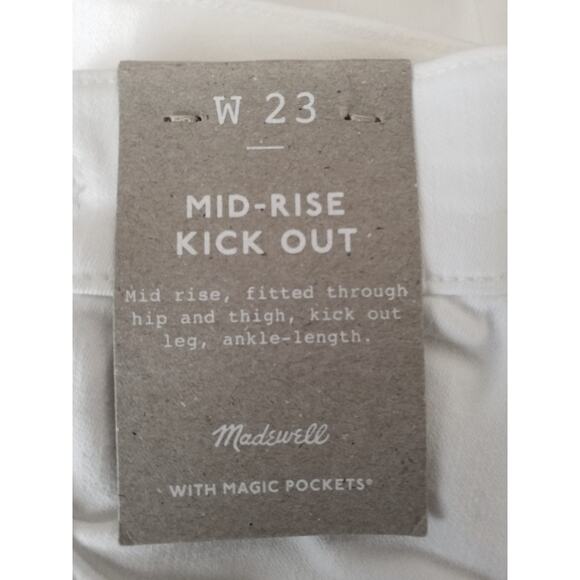 W 23
MID-RISE
KICK OUT
Mid rise, fitted through
hip and thigh, kick out
leg, ankle-length.
Madewell
WITH MAGIC POCKETS®